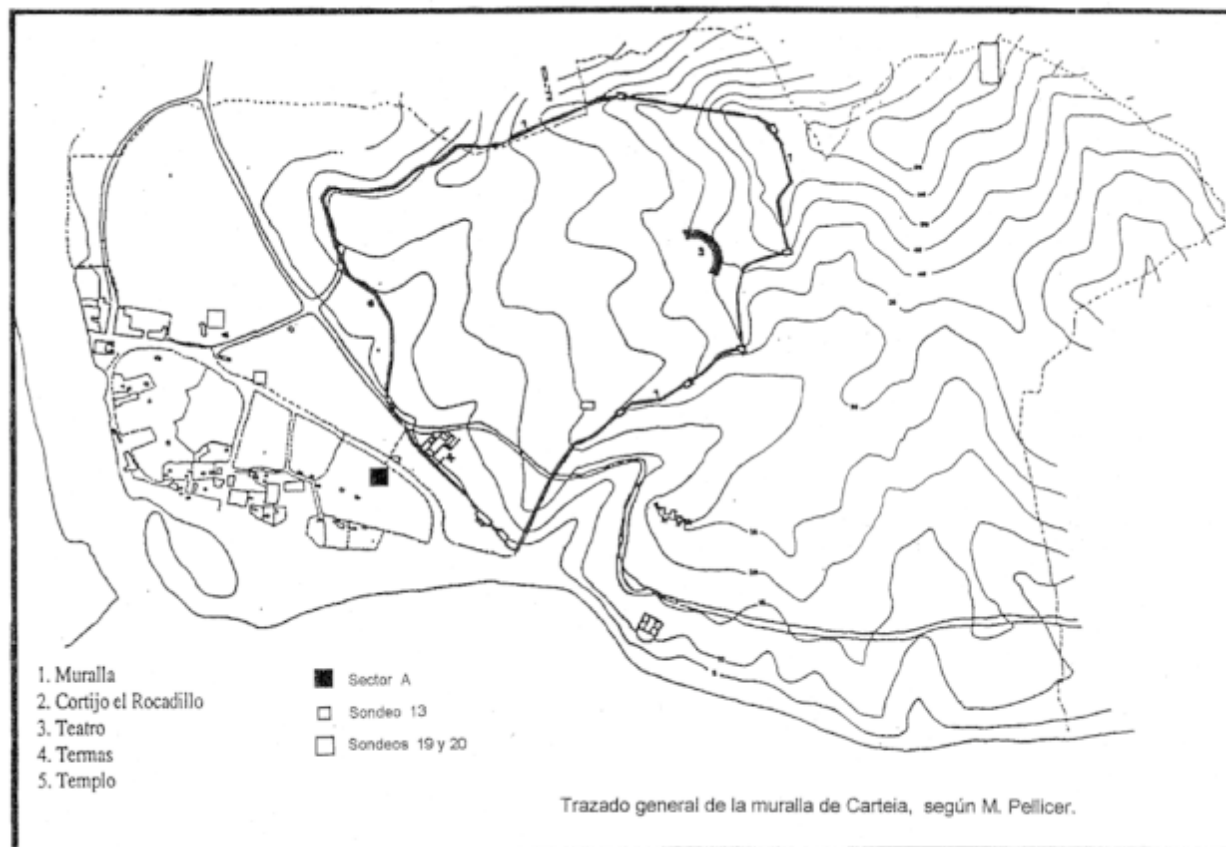 3
1. Muralla
2. Cortijo el Rocadillo
3. Teatro
4. Termas
5. Templo
Sector A
Sondeo 13
Sondeos 19 y 20
Trazado general de la muralla de Carteia, según M. Pellicer.